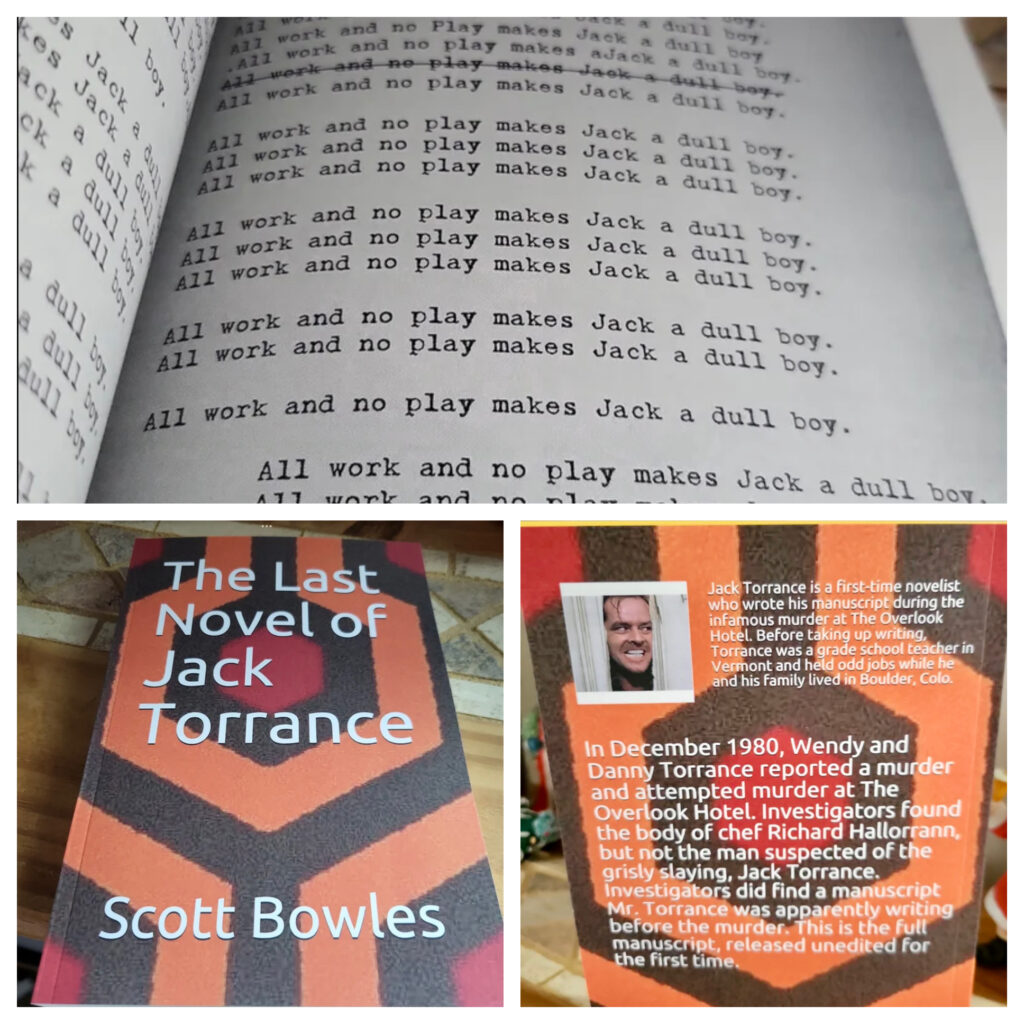 All work and no Play makes Jack a dull boy
.All work and no play makes aJack a dull boy.
All work and no play makes Jack a dull boy.
All work and no play makes Jack a dull boy.
All work and no play makes Jack a dull boy.
All work and no play makes Jack a dull boy.
All work and no play makes Jack a dull boy.
All work and no play makes Jack a dull boy.
All work and no play makes Jack a dull boy.
All work and no play makes Jack a dull boy.
All work and no play makes Jack a dull boy.
All work and no play makes Jack a dull boy.
All work and no play makes Jack a dull boy.
All work and no play makes Jack a dull boy.
All work and no
The Last
Novel of
Jack
Torrance
Scott Bowles
Jack Torrance is a first-time novelist
who wrote his manuscript during the
infamous murder at The Overlook
Hotel. Before taking up writing,
Torrance was a grade school teacher in
Vermont and held odd jobs while he
and his family lived in Boulder, Colo.
In December 1980, Wendy and
Danny Torrance reported a murder
and attempted murder at The
Overlook Hotel. Investigators found
the body of chef Richard Hallorrann,
but not the man suspected of the
grisly slaying, Jack Torrance.
Investigators did find a manuscript
Mr. Torrance was apparently writing
before the murder. This is the full
manuscript, released unedited for
the first time.